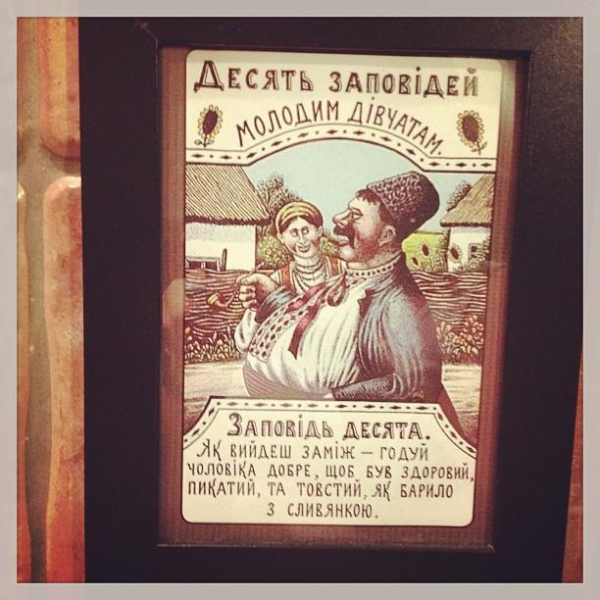 ДЕСЯТЬ ЗАПОВІДЕЙ
МОЛОДИМ ДІВЧАТАМ.
ЗАПОВІДЬ ДЕСЯТА.
ЯК ВИЙДЕШ ЗАМІЖ — ГОДУЙ
ЧОЛОВІКА ДОБРЕ, ЩОБ БУВ ЗДОРОВИЙ,
ПИКАТИЙ, ТА ТОВСТИЙ, ЯК БАРИЛО
З СЛИВЯНКОЮ.